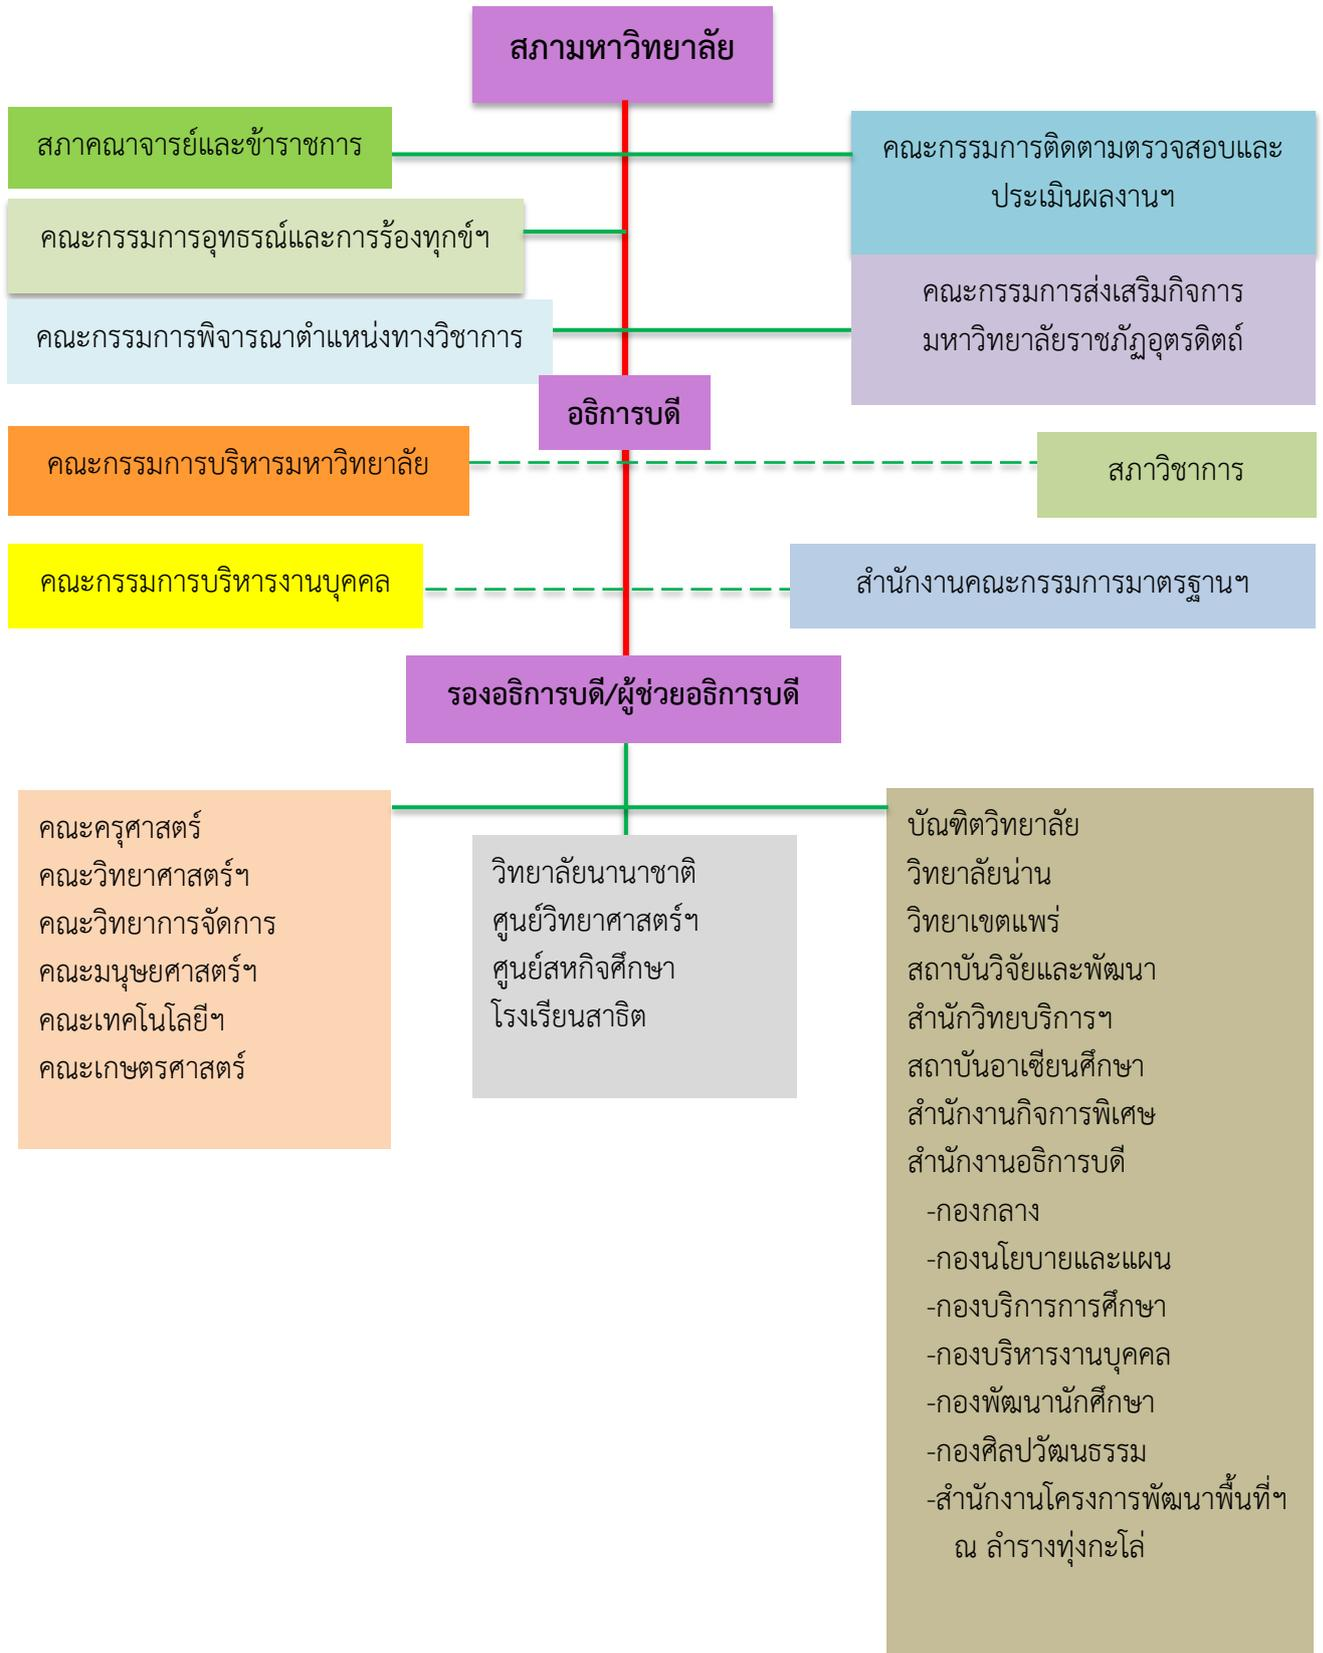 สภามหาวิทยาลัย
สภาคณาจารย์และข้าราชการ
คณะกรรมการติดตามตรวจสอบและ
ประเมินผลงานฯ
คณะกรรมการอุทธรณ์และการร้องทุกข์ฯ
คณะกรรมการส่งเสริมกิจการ
มหาวิทยาลัยราชภัฏอุตรดิตถ์
คณะกรรมการพิจารณาตำแหน่งทางวิชาการ
อธิการบดี
คณะกรรมการบริหารมหาวิทยาลัย
สภาวิชาการ
คณะกรรมการบริหารงานบุคคล
สำนักงานคณะกรรมการมาตรฐานฯ
รองอธิการบดี/ผู้ช่วยอธิการบดี
คณะครุศาสตร์
คณะวิทยาศาสตร์ฯ
คณะวิทยาการจัดการ
คณะมนุษยศาสตร์ฯ
คณะเทคโนโลยีฯ
คณะเกษตรศาสตร์
วิทยาลัยนานาชาติ
ศูนย์วิทยาศาสตร์ฯ
ศูนย์สหกิจศึกษา
โรงเรียนสาธิต
บัณฑิตวิทยาลัย
วิทยาลัยน่าน
วิทยาเขตแพร่
สถาบันวิจัยและพัฒนา
สำนักวิทยบริการฯ
สถาบันอาเซียนศึกษา
สำนักงานกิจการพิเศษ
สำนักงานอธิการบดี
-กองกลาง
-กองนโยบายและแผน
-กองบริการการศึกษา
-กองบริหารงานบุคคล
-กองพัฒนานักศึกษา
-กองศิลปวัฒนธรรม
-สำนักงานโครงการพัฒนาพื้นที่ฯ
ณ ลำรางทุ่งกะโล่